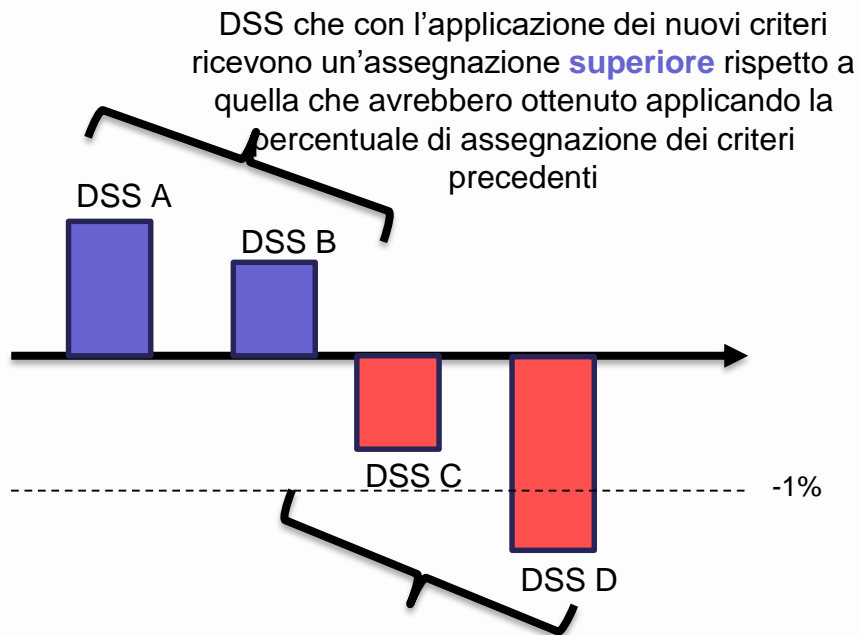 DSS che con l’applicazione dei nuovi criteri
ricevono un’assegnazione superiore rispetto a
quella che avrebbero ottenuto applicando la
percentuale di assegnazione dei criteri
precedenti
DSS A
DSS B
DSS C
-1%
DSS D